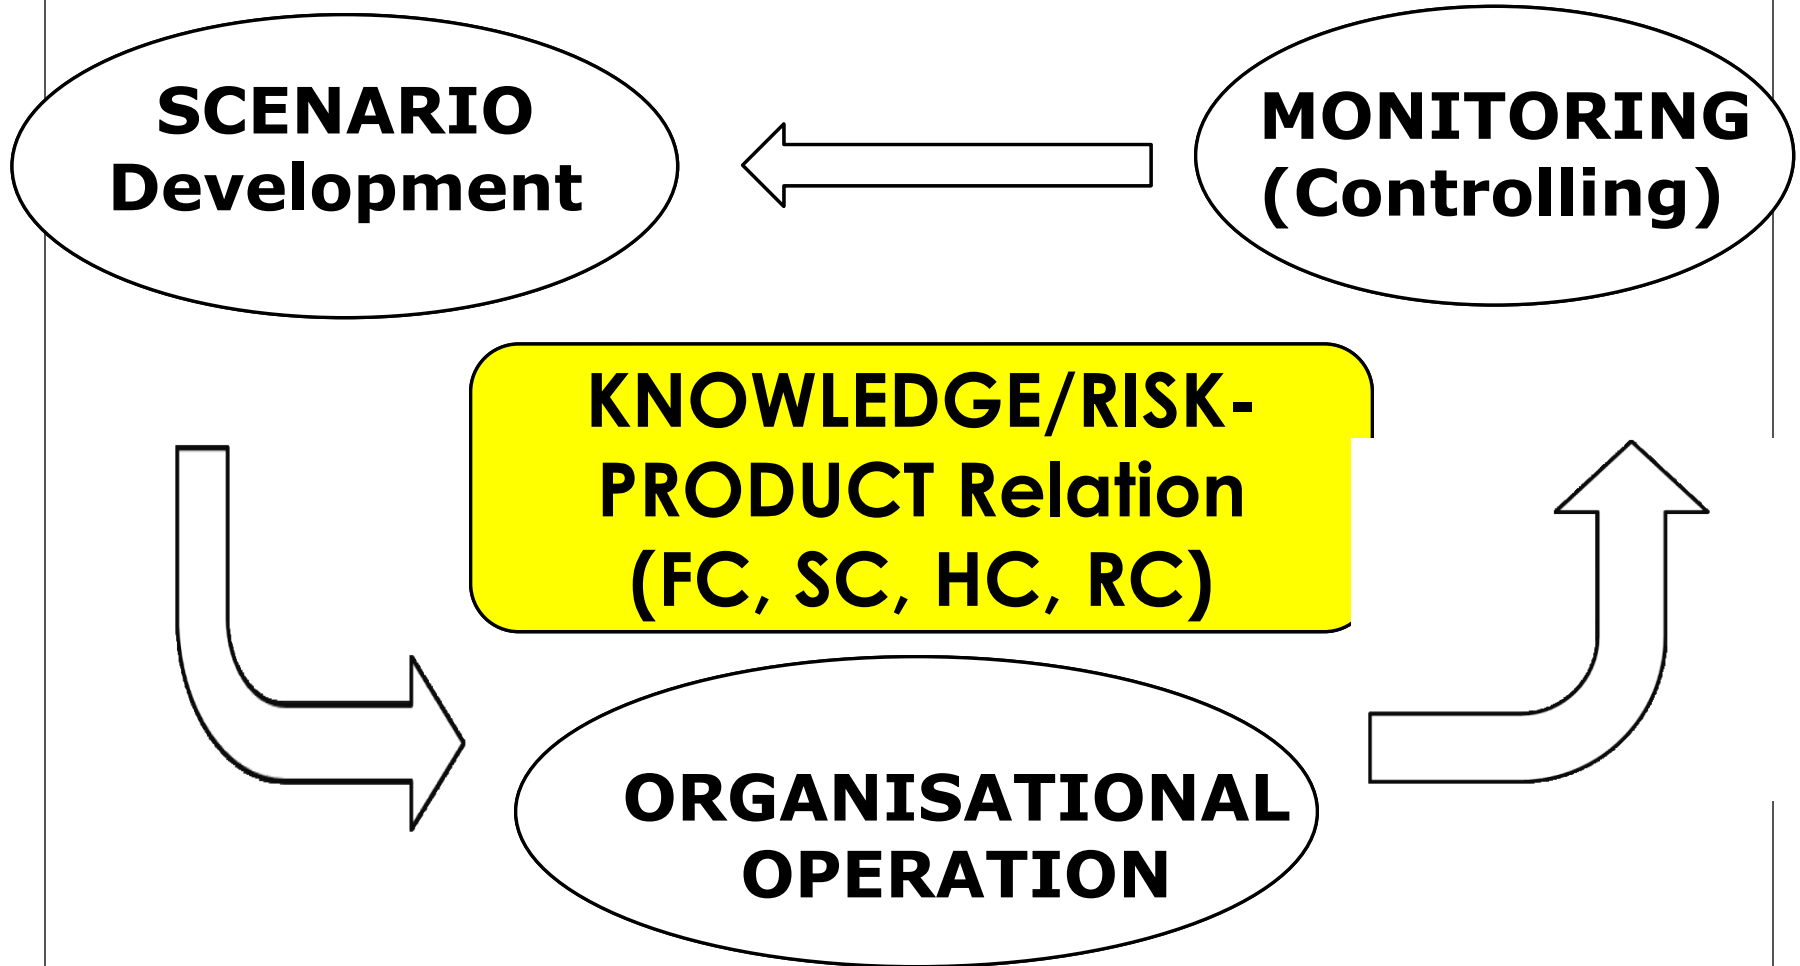 SCENARIO
Development
MONITORING
(Controlling)
KNOWLEDGE/RISK-
PRODUCT Relation
(FC, SC, HC, RC)
ORGANISATIONAL
OPERATION